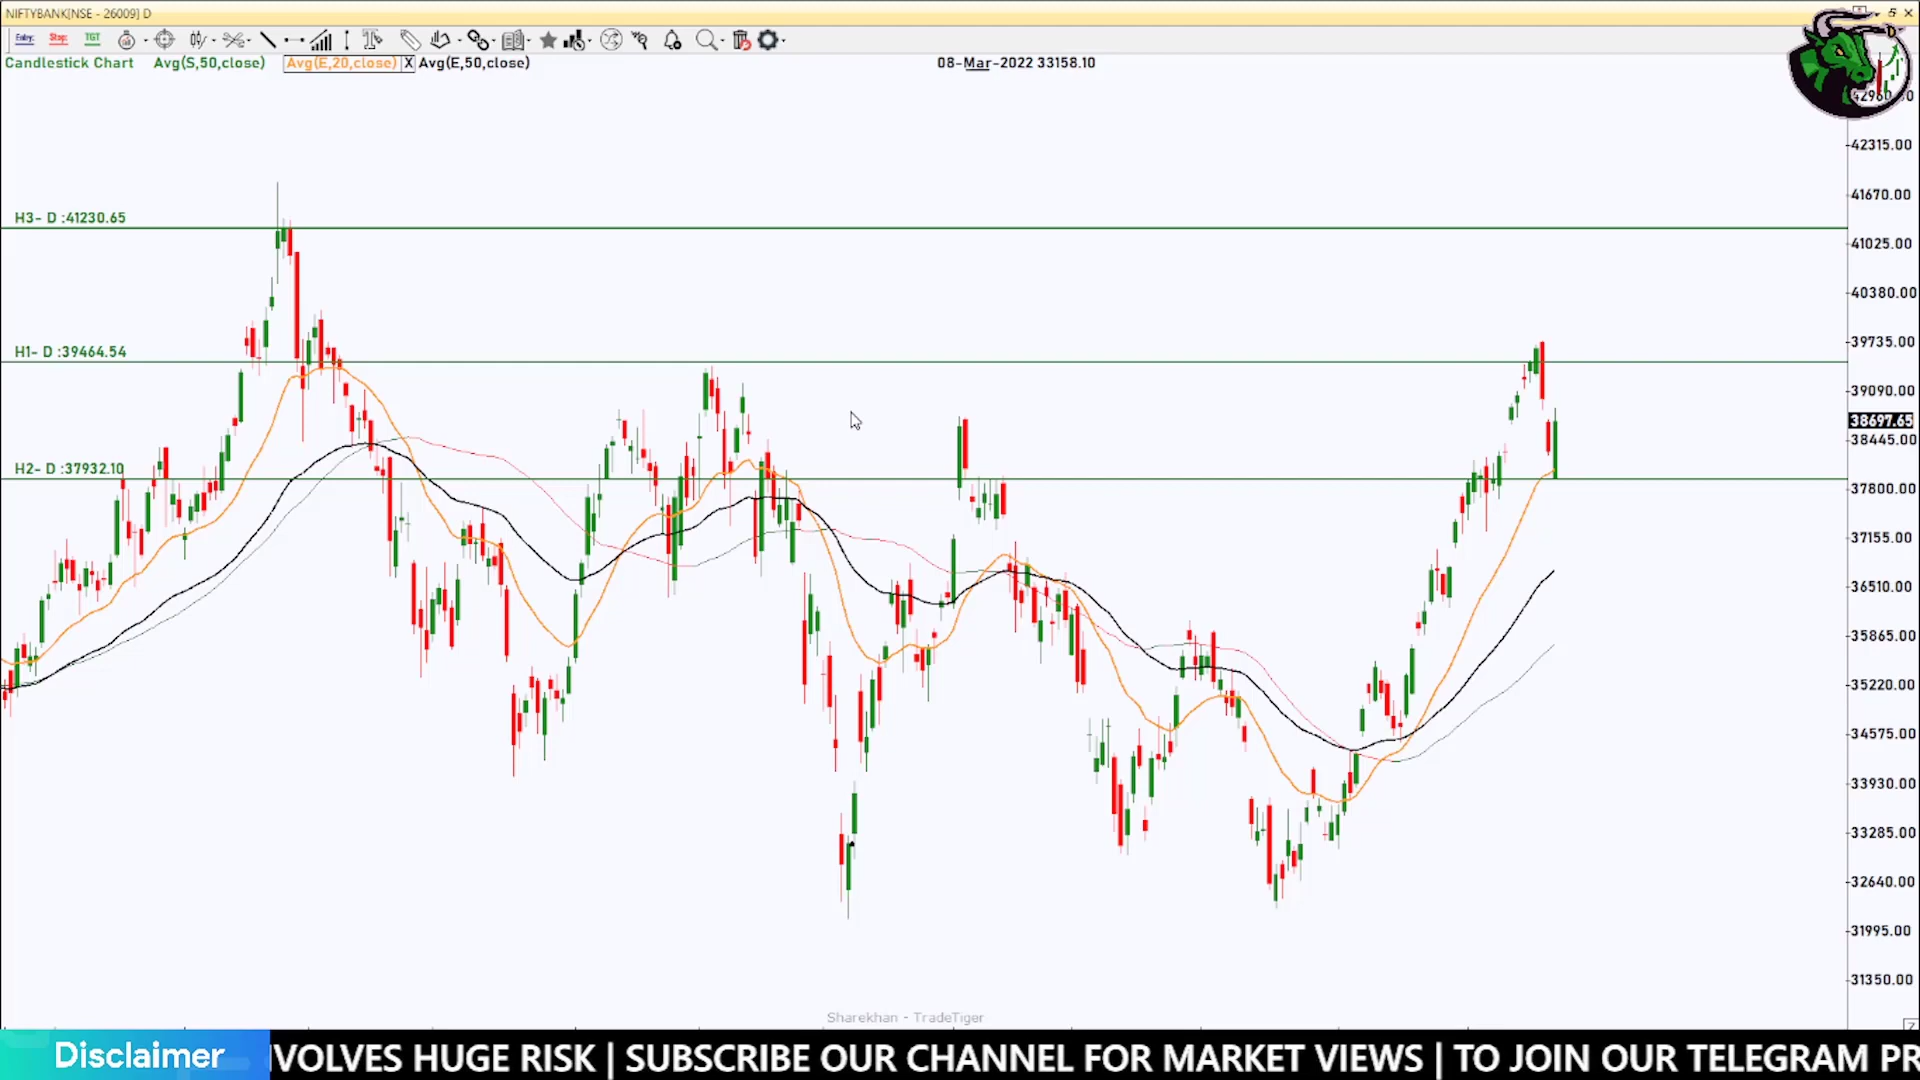 NIFTYBANK[NSE - 26009] D
Entry Stop TGT
Candlestick Chart Avg(S,50,close) Avg(E,20,close) X Avg(E,50,close) 08-Mar-2022 33158.10
42315.00
41670.00
H3- D :41230.65
41025.00
40380.00
39735.00
H1- D :39464.54
39090.00
38697.65
38445.00
H2- D :37932.10
37800.00
37155.00
36510.00
35865.00
35220.00
34575.00
33930.00
33285.00
32640.00
31995.00
31350.00
Sharekhan - TradeTiger
Disclaimer VOLVES HUGE RISK | SUBSCRIBE OUR CHANNEL FOR MARKET VIEWS | TO JOIN OUR TELEGRAM PR